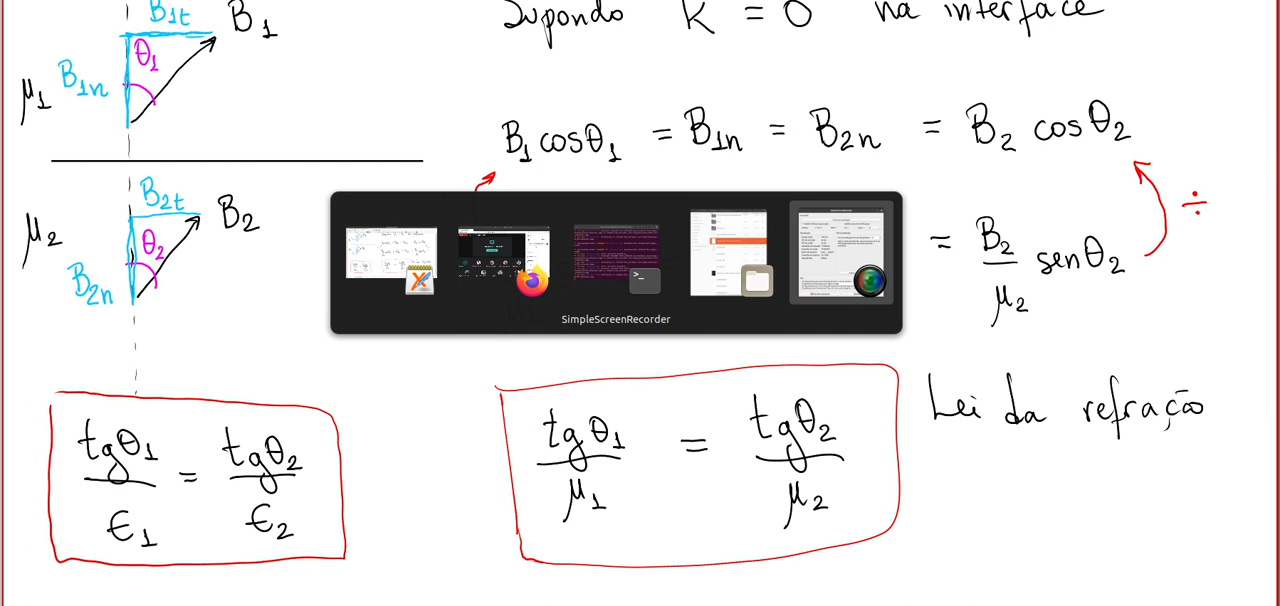 Supondo K = 0 na interface
B1t B1
θ1
B1n
μ1
B1 cosθ1 = B1n = B2n = B2 cosθ2
B2t B2
μ2 θ2
B2n
÷
= B2/μ2 senθ2
SimpleScreenRecorder
tgθ1/ϵ1 = tgθ2/ϵ2
tgθ1/μ1 = tgθ2/μ2
Lei da refração